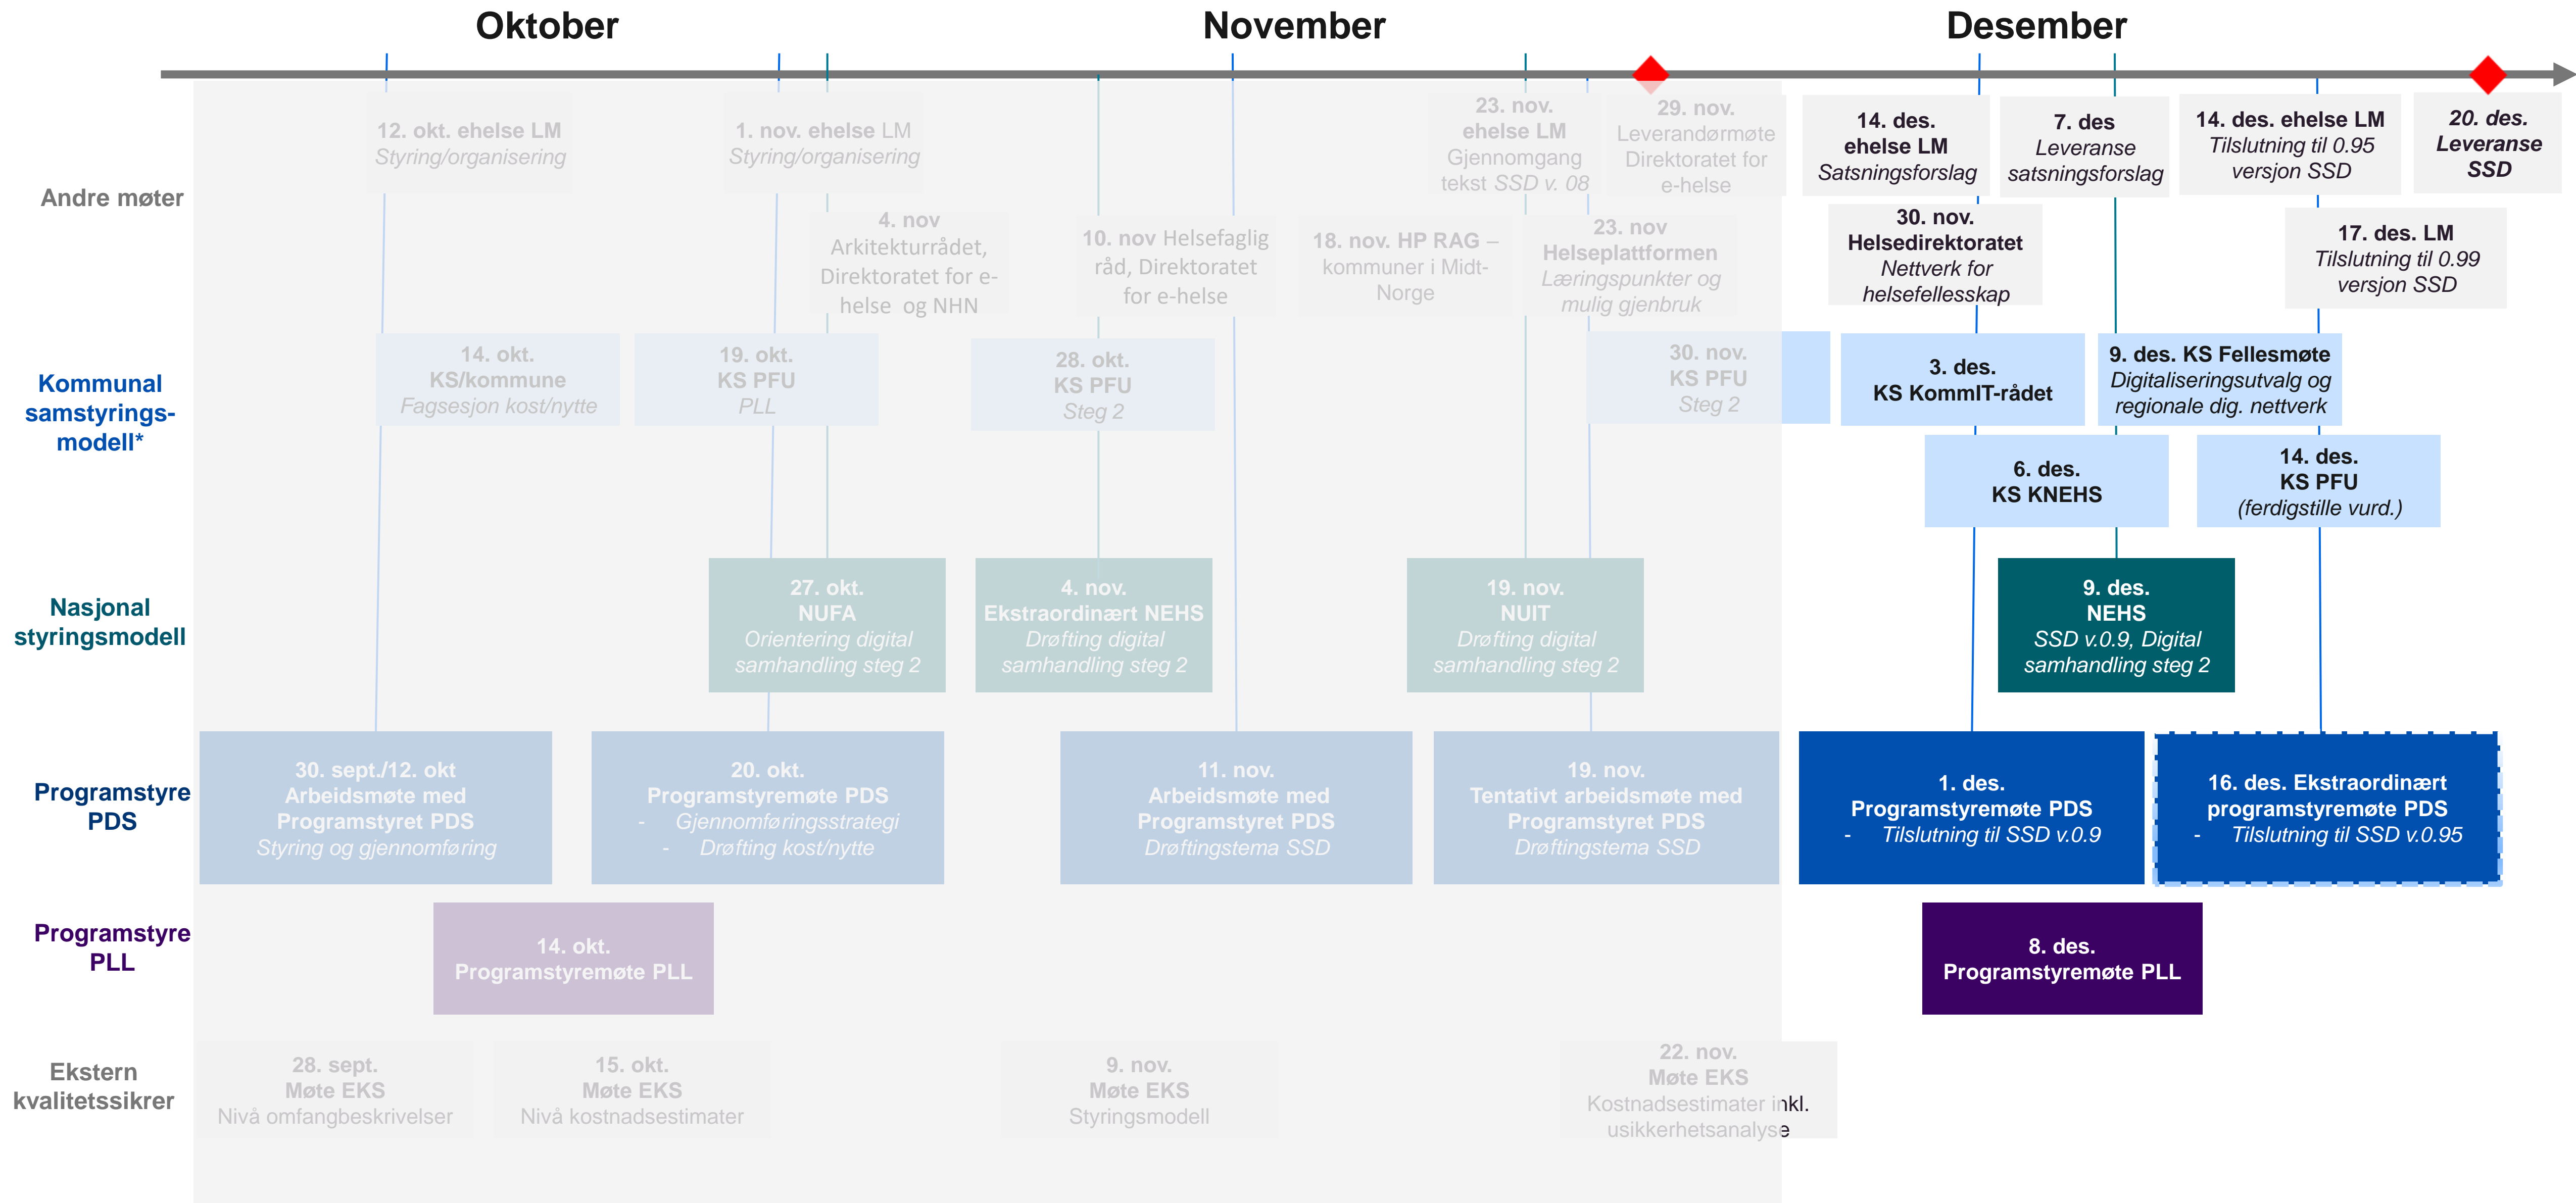 Oktober
November
Desember
Andre møter
12. okt. ehelse LM
Styring/organisering
1. nov. ehelse LM
Styring/organisering
23. nov.
ehelse LM
Gjennomgang
tekst SSD v. 08
29. nov.
Leverandørmøte
Direktoratet for
e-helse
14. des.
ehelse LM
Satsningsforslag
7. des
Leveranse
satsningsforslag
14. des. ehelse LM
Tilslutning til 0.95
versjon SSD
20. des.
Leveranse
SSD
4. nov
Arkitekturrådet,
Direktoratet for e-
helse og NHN
10. nov Helsefaglig
råd, Direktoratet
for e-helse
18. nov. HP RAG –
kommuner i Midt-
Norge
23. nov
Helseplattformen
Læringspunkter og
mulig gjenbruk
30. nov.
Helsedirektoratet
Nettverk for
helsefellesskap
17. des. LM
Tilslutning til 0.99
versjon SSD
Kommunal
samstyrings-
modell*
14. okt.
KS/kommune
Fagsesjon kost/nytte
19. okt.
KS PFU
PLL
28. okt.
KS PFU
Steg 2
30. nov.
KS PFU
Steg 2
3. des.
KS KommIT-rådet
9. des. KS Fellesmøte
Digitaliseringsutvalg og
regionale dig. nettverk
6. des.
KS KNEHS
14. des.
KS PFU
(ferdigstille vurd.)
Nasjonal
styringsmodell
27. okt.
NUFA
Orientering digital
samhandling steg 2
4. nov.
Ekstraordinært NEHS
Drøfting digital
samhandling steg 2
19. nov.
NUIT
Drøfting digital
samhandling steg 2
9. des.
NEHS
SSD v.0.9, Digital
samhandling steg 2
Programstyre
PDS
30. sept./12. okt
Arbeidsmøte med
Programstyret PDS
Styring og gjennomføring
20. okt.
Programstyremøte PDS
- Gjennomføringsstrategi
- Drøfting kost/nytte
11. nov.
Arbeidsmøte med
Programstyret PDS
Drøftingstema SSD
19. nov.
Tentativt arbeidsmøte med
Programstyret PDS
Drøftingstema SSD
1. des.
Programstyremøte PDS
- Tilslutning til SSD v.0.9
16. des. Ekstraordinært
programstyremøte PDS
- Tilslutning til SSD v.0.95
Programstyre
PLL
14. okt.
Programstyremøte PLL
8. des.
Programstyremøte PLL
Ekstern
kvalitetssikrer
28. sept.
Møte EKS
Nivå omfangbeskrivelser
15. okt.
Møte EKS
Nivå kostnadsestimater
9. nov.
Møte EKS
Styringsmodell
22. nov.
Møte EKS
Kostnadsestimater inkl.
usikkerhetsanalyse